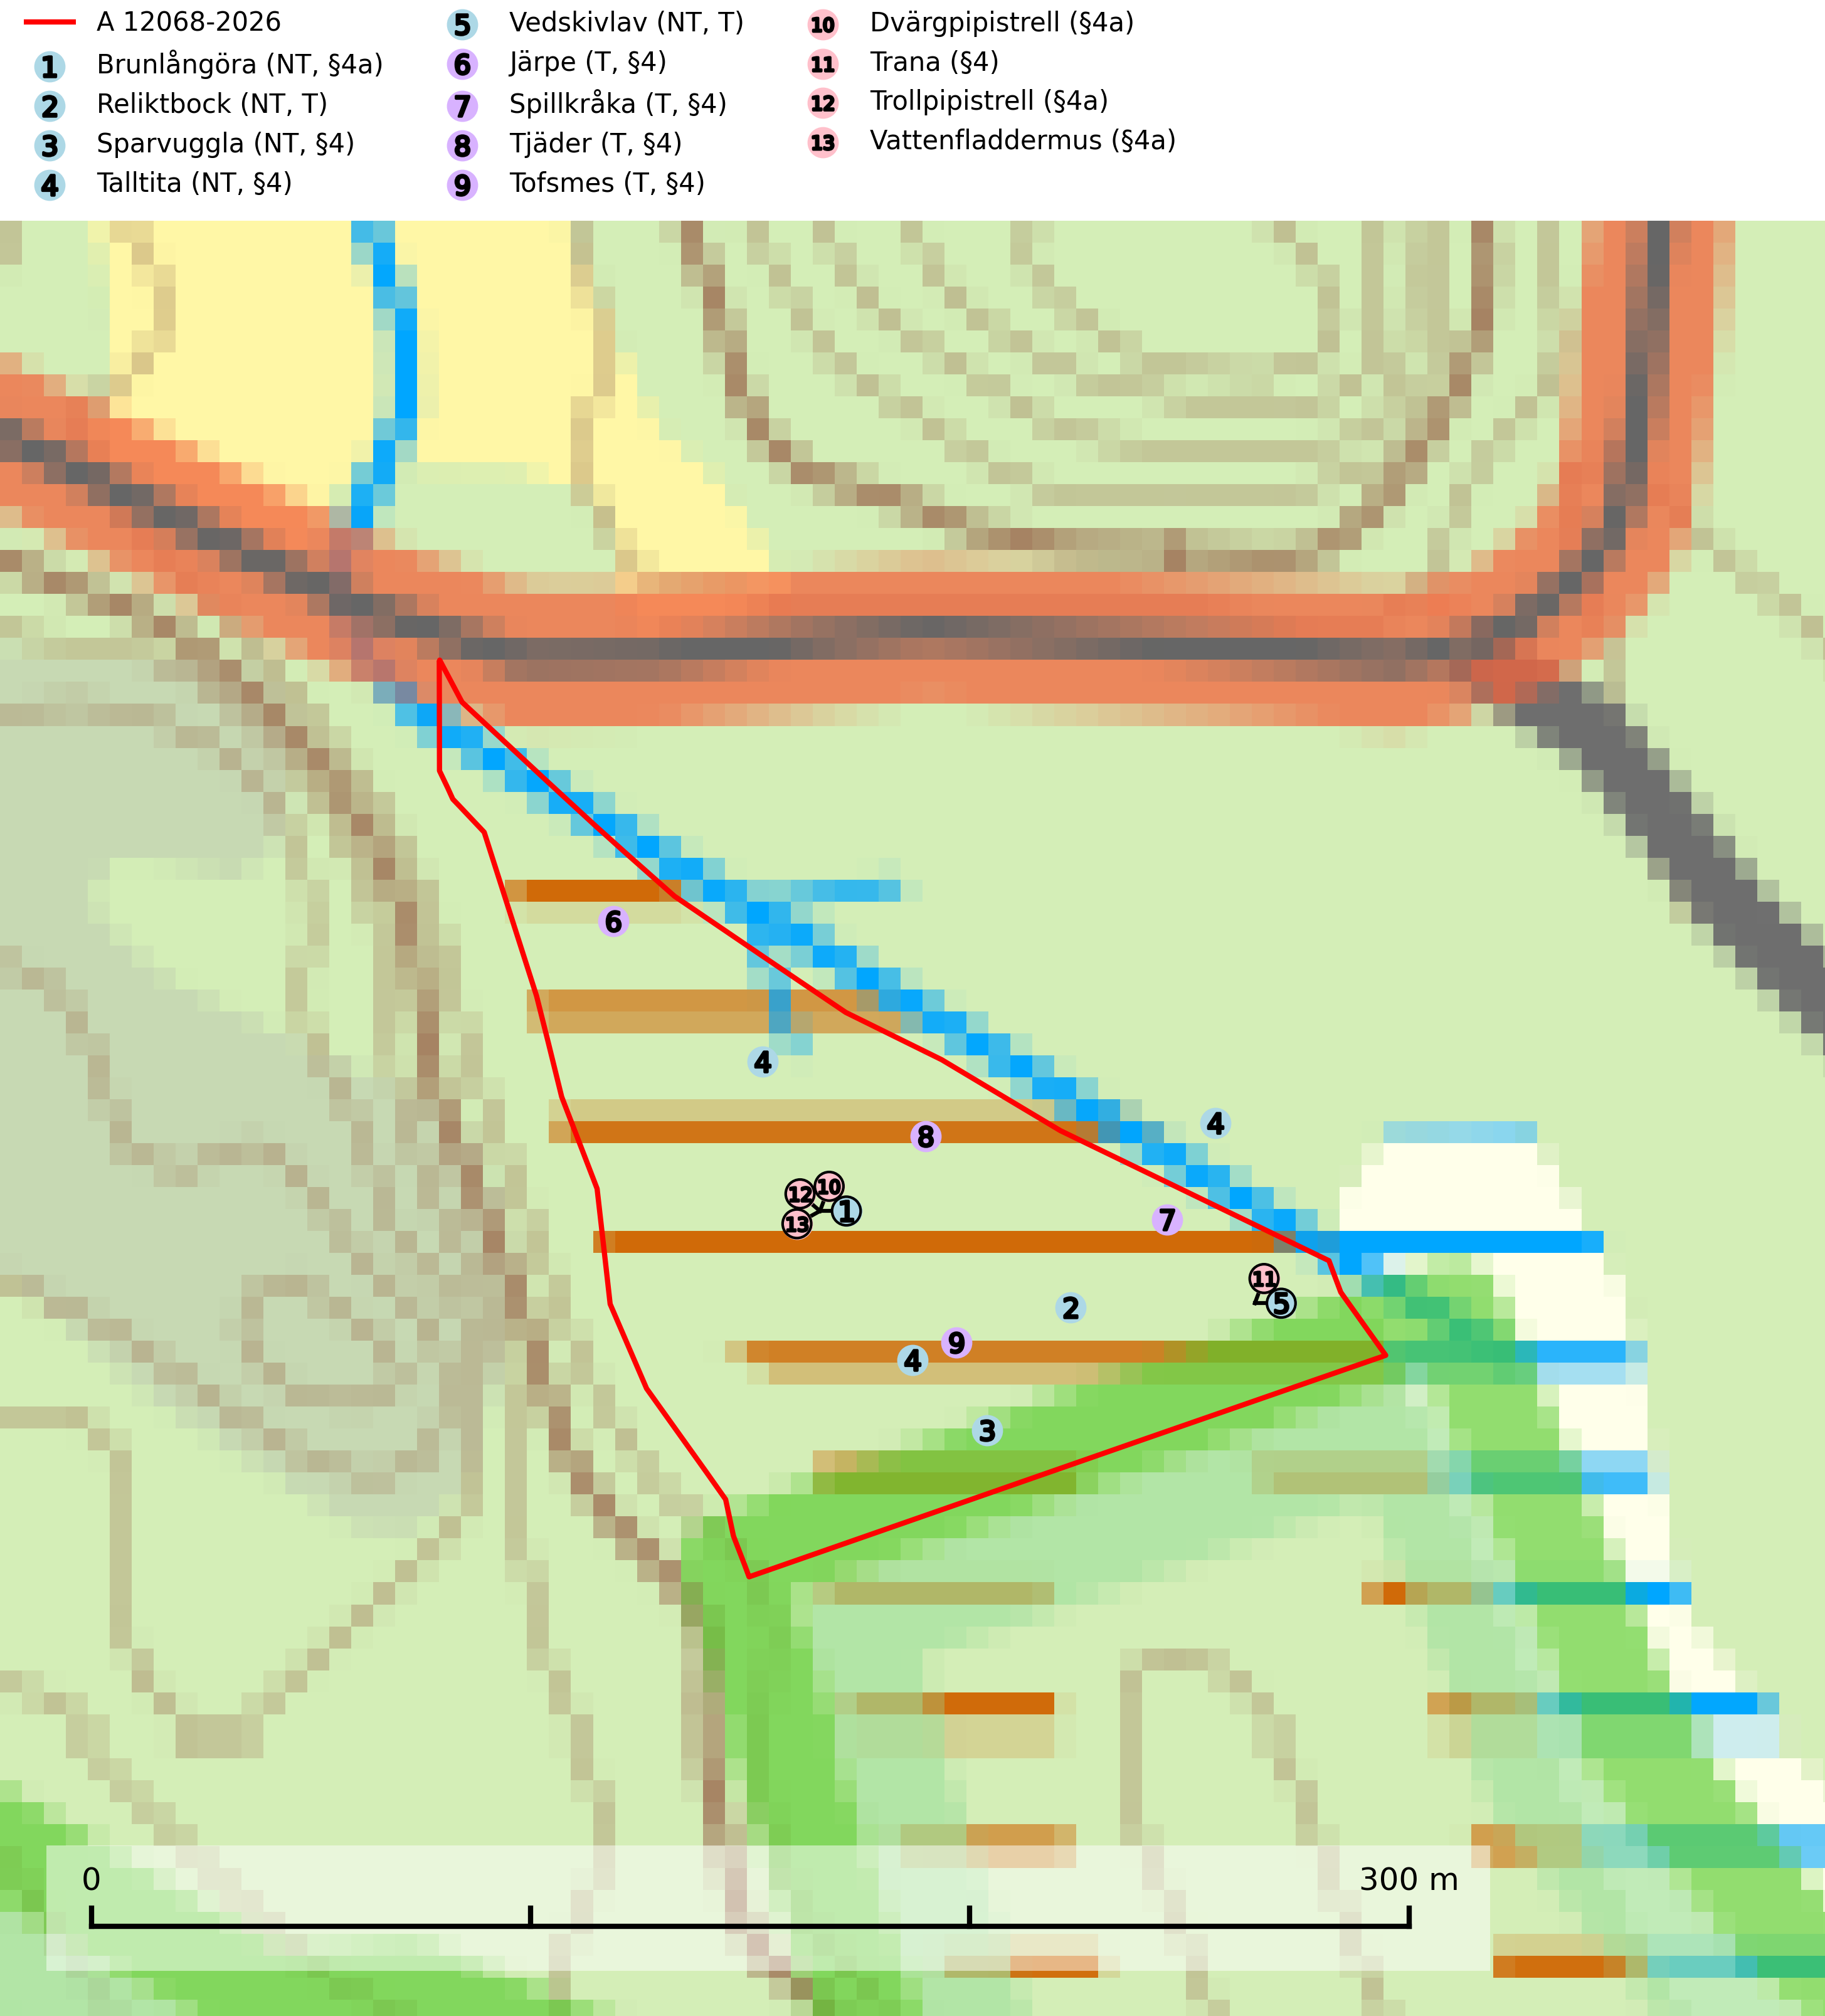 A 12068-2026
1 Brunlångöra (NT, §4a)
2 Reliktbock (NT, T)
3 Sparvuggla (NT, §4)
4 Talltita (NT, §4)
5 Vedskivlav (NT, T)
6 Järpe (T, §4)
7 Spillkråka (T, §4)
8 Tjäder (T, §4)
9 Tofsmes (T, §4)
10 Dvärgpipistrell (§4a)
11 Trana (§4)
12 Trollpipistrell (§4a)
13 Vattenfladdermus (§4a)
6
4
4
8
12 10
13 1
7
11
5
2
9
4
3
0 300 m